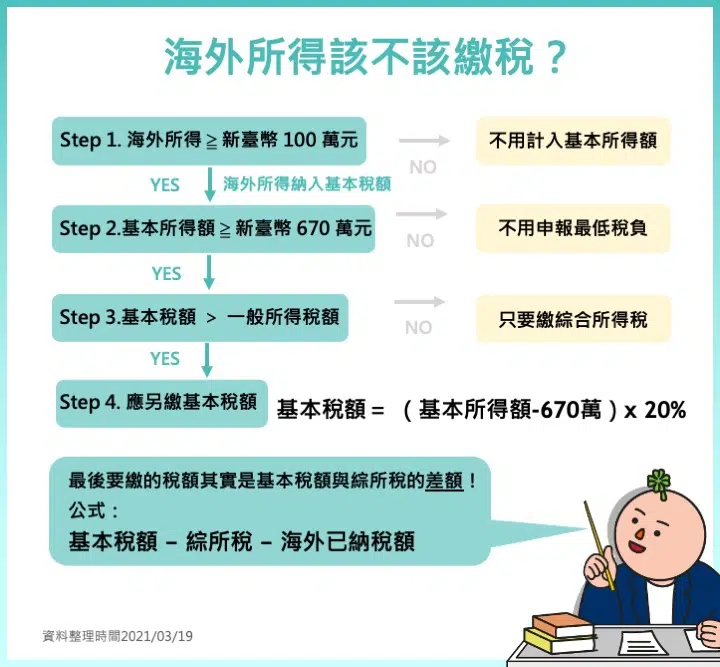 海外所得該不該繳稅？
Step 1. 海外所得≧新臺幣 100 萬元
不用計入基本所得額
NO
YES
海外所得納入基本稅額
Step 2.基本所得額≧新臺幣 670 萬元
不用申報最低稅負
NO
YES
Step 3.基本稅額 > 一般所得稅額
只要繳綜合所得稅
NO
YES
Step 4. 應另繳基本稅額
基本稅額＝（基本所得額-670萬）x 20%
最後要繳的稅額其實是基本稅額與綜所稅的差額！
公式：
基本稅額 – 綜所稅 – 海外已納稅額
資料整理時間2021/03/19